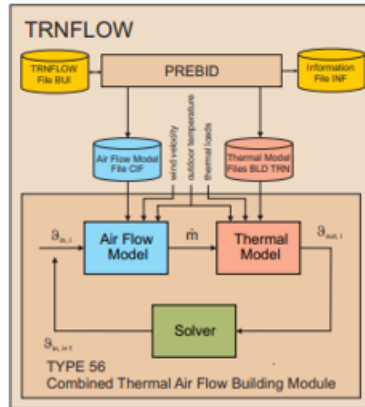 TRNFLOW
TRNFLOW
File BUI
PREBID
Information
File INF
Air Flow Model
File CIF
wind velocity
outdoor temperature
thermal loads
Thermal Model
Files BLD TRN
ϑin, i
Air Flow
Model
ṁ
Thermal
Model
ϑout, i
Solver
ϑin, i+1
TYPE 56
Combined Thermal Air Flow Building Module